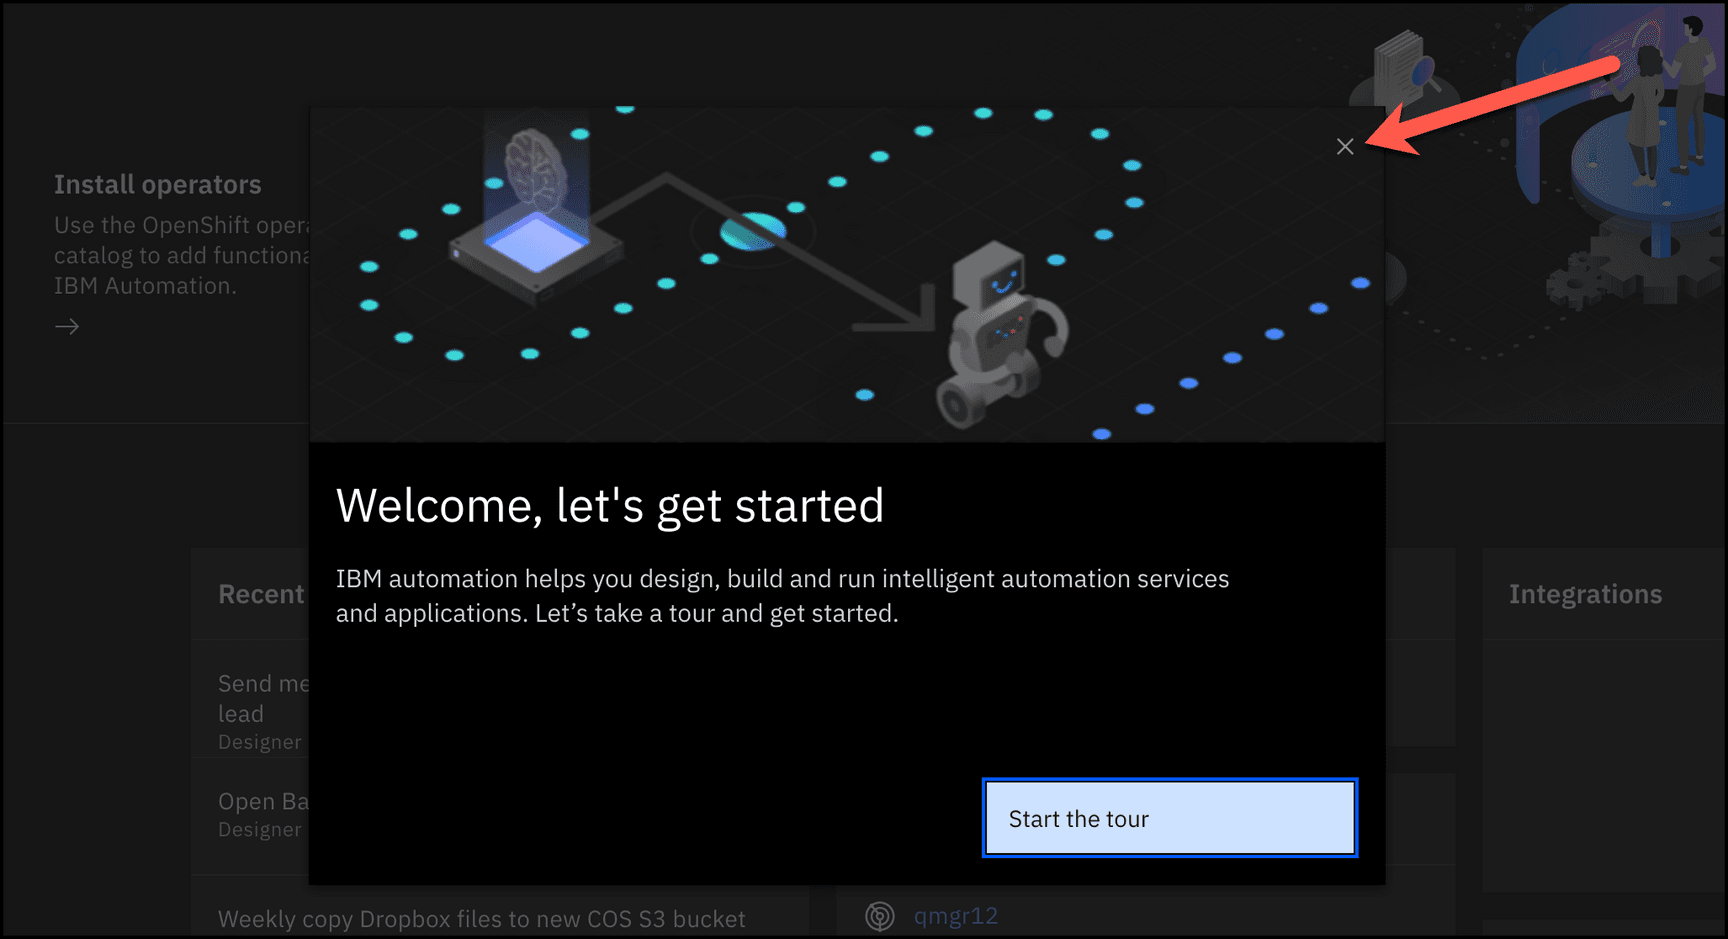 Install operators
Use the OpenShift opera
catalog to add functiona
IBM Automation.
Welcome, let's get started
IBM automation helps you design, build and run intelligent automation services
and applications. Let’s take a tour and get started.
Start the tour
Recent
Send me
lead
Designer
Open Ba
Designer
Weekly copy Dropbox files to new COS S3 bucket
qmgr12
Integrations